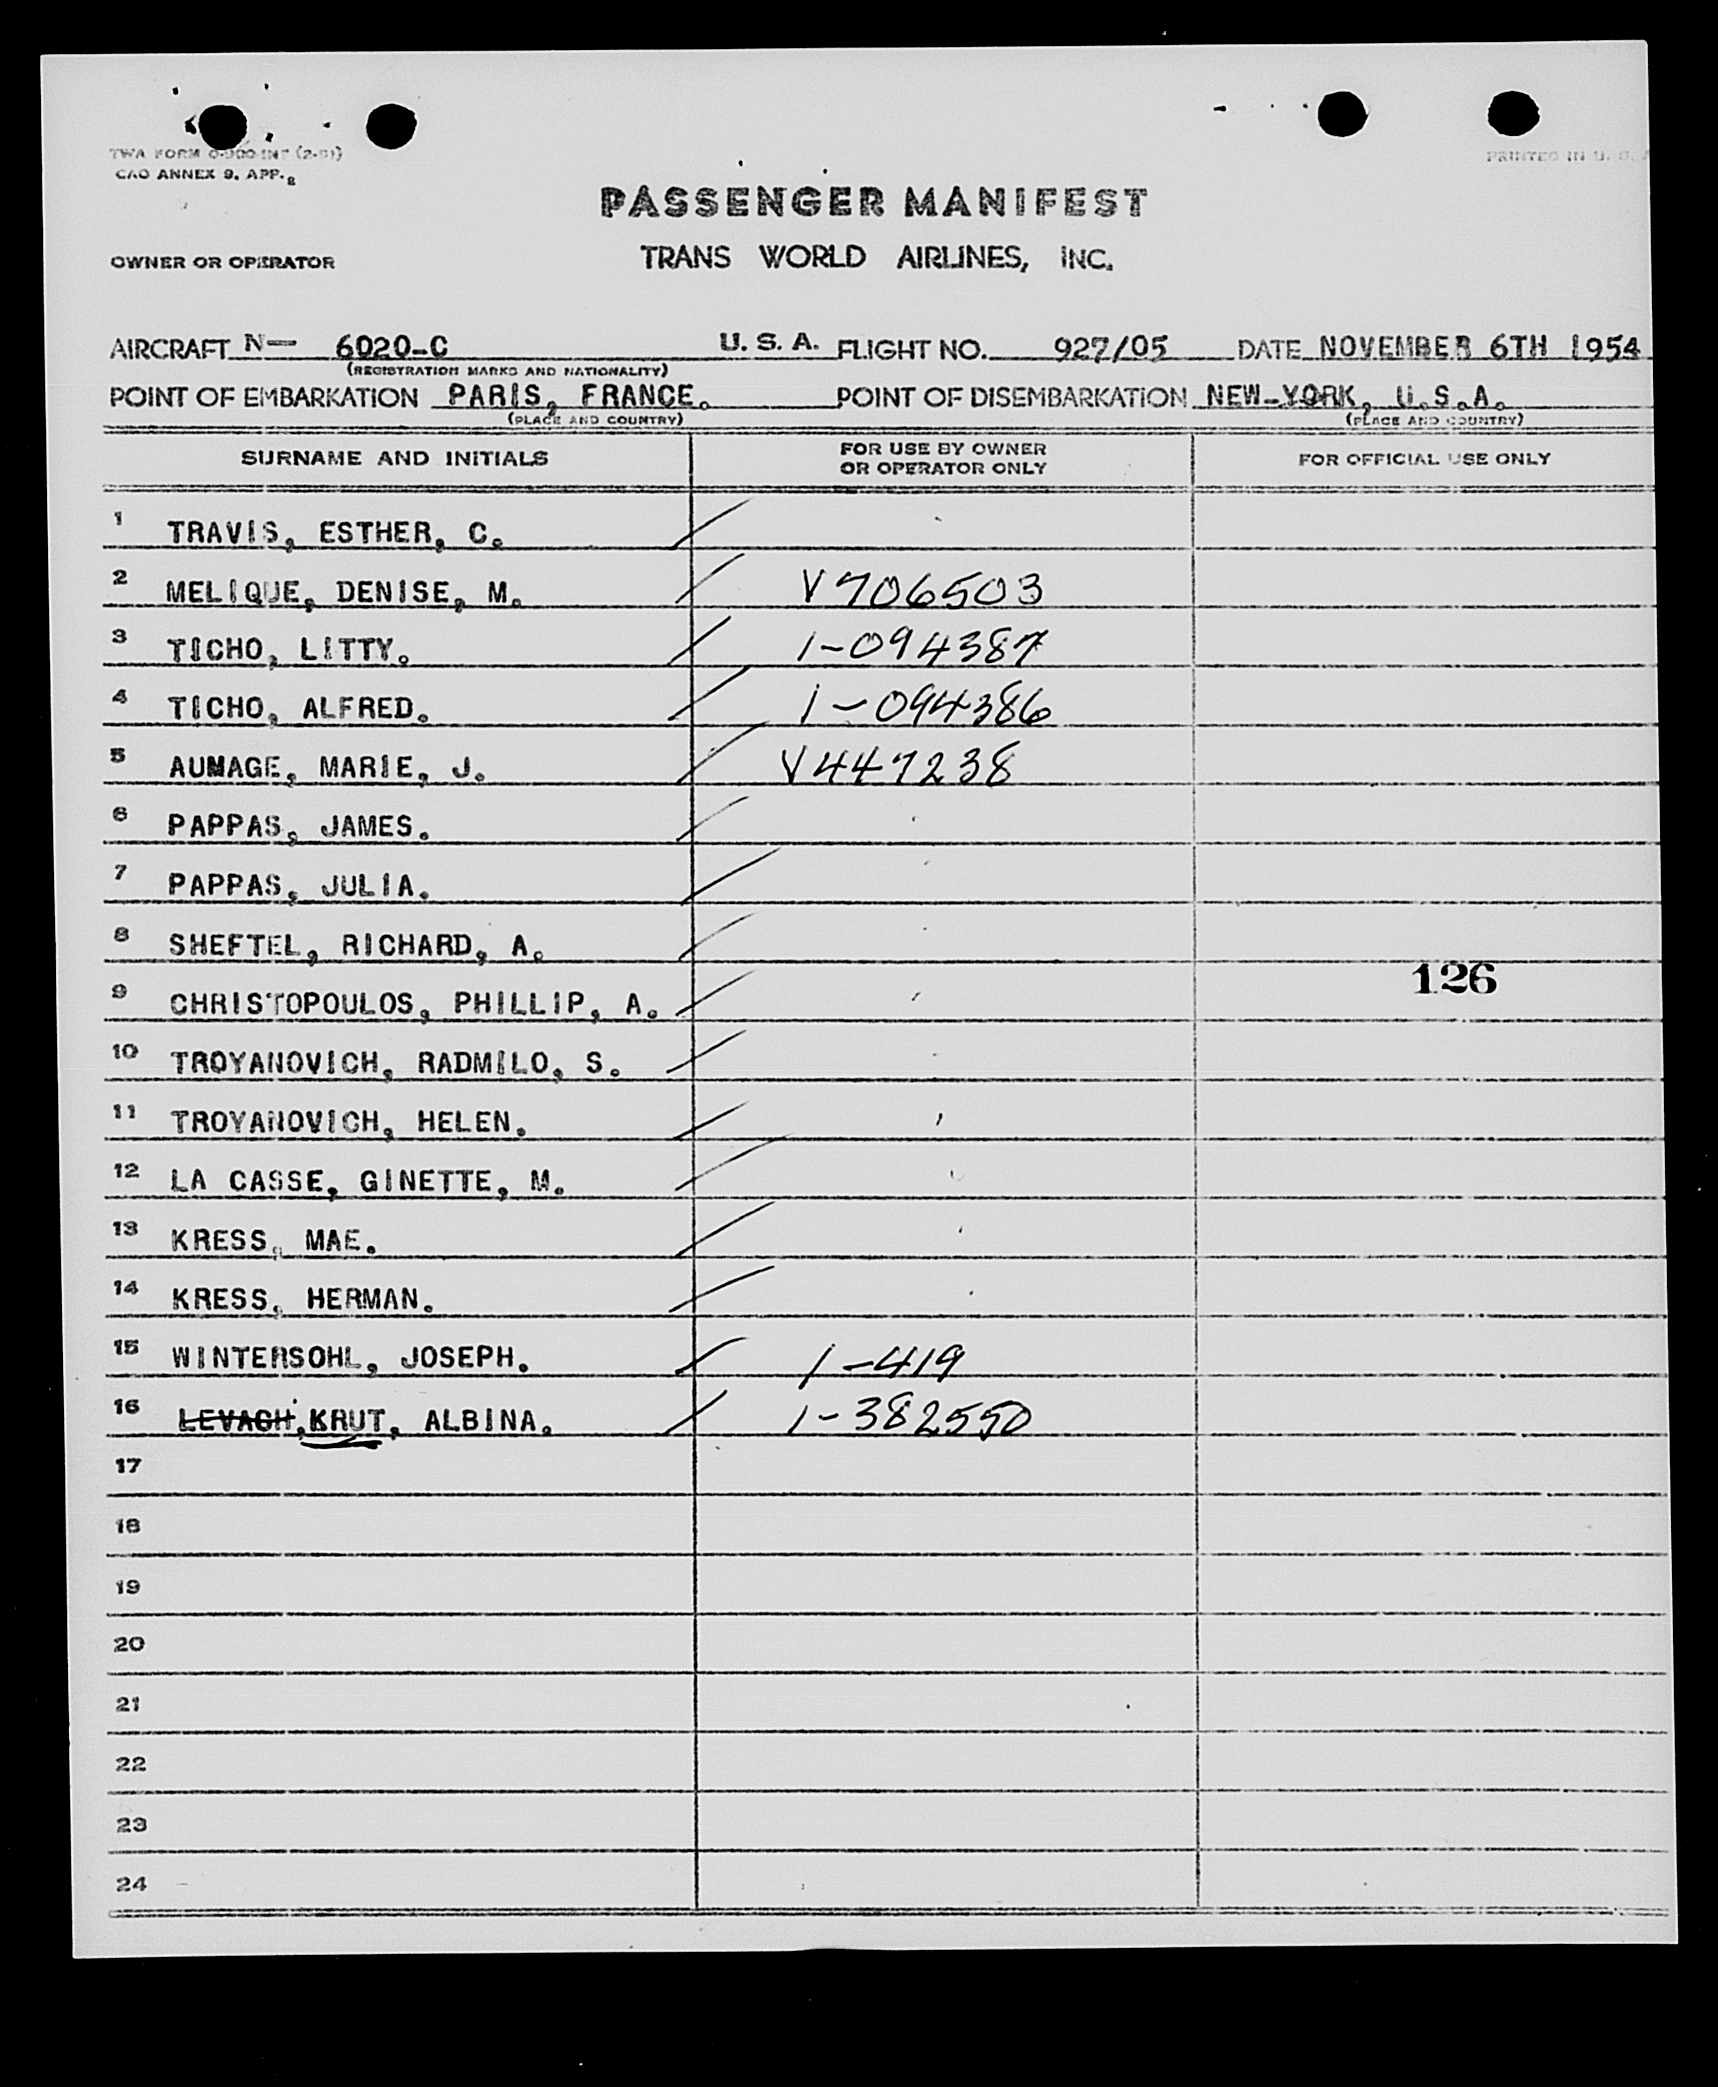 TWA FORM
CAO ANNEX 9, APP. 2
PRINTED IN U. S. A
PASSENGER MANIFEST
OWNER OR OPERATOR
TRANS WORLD AIRLINES, INC.
AIRCRAFT N— 6020-C U. S. A. FLIGHT NO. 927/05 DATE NOVEMBER 6TH 1954
(REGISTRATION MARKS AND NATIONALITY)
POINT OF EMBARKATION PARIS, FRANCE. POINT OF DISEMBARKATION NEW-YORK, U.S.A.
(PLACE AND COUNTRY) (PLACE AND COUNTRY)
SURNAME AND INITIALS FOR USE BY OWNER OR OPERATOR ONLY FOR OFFICIAL USE ONLY
1 TRAVIS, ESTHER, C.
2 MELIQUE, DENISE, M. V706503
3 TICHO, LITTY. 1-094387
4 TICHO, ALFRED. 1-094386
5 AUMAGE, MARIE, J. V447238
6 PAPPAS, JAMES.
7 PAPPAS, JULIA.
8 SHEFTEL, RICHARD, A.
126
9 CHRISTOPOULOS, PHILLIP, A.
10 TROYANOVICH, RADMILO, S.
11 TROYANOVICH, HELEN.
12 LA CASSE, GINETTE, M.
13 KRESS, MAE.
14 KRESS, HERMAN.
15 WINTERSOHL, JOSEPH. 1-419
16 LEVACH, KRUT, ALBINA. 1-382550
17
18
19
20
21
22
23
24